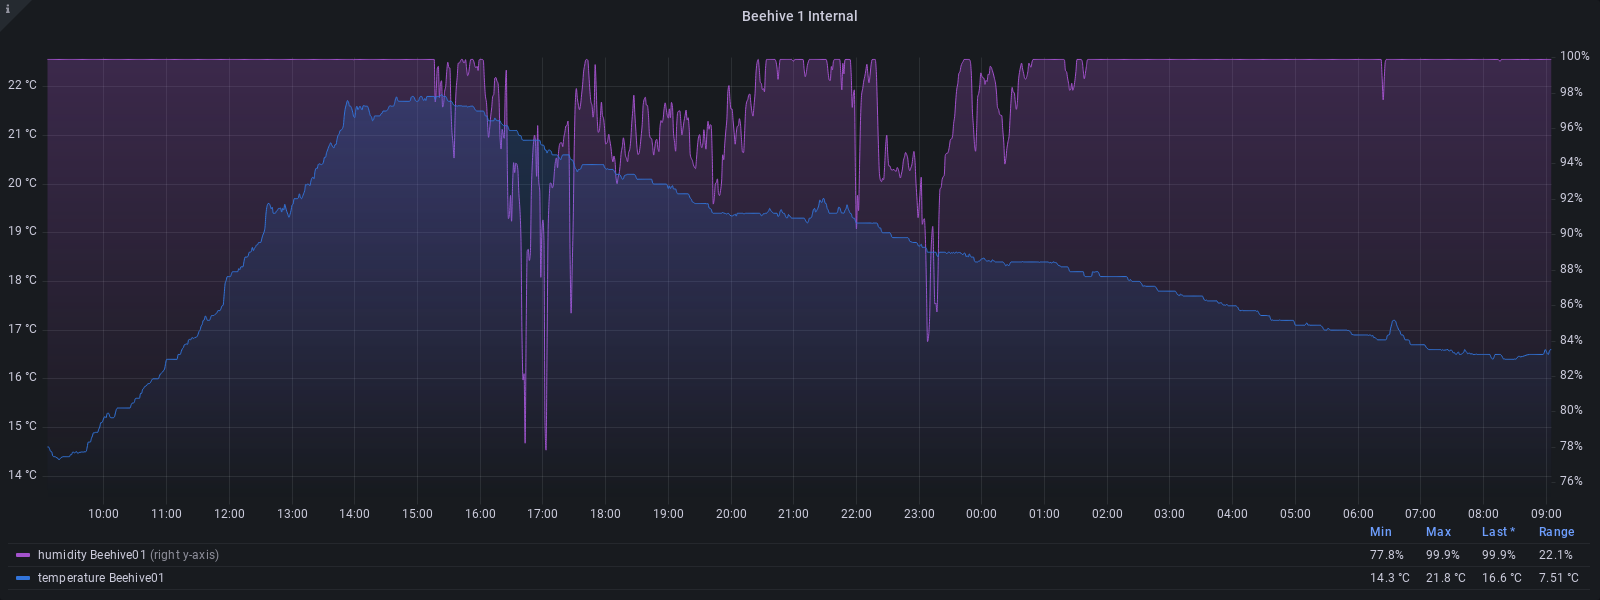 i
Beehive 1 Internal
22 °C
21 °C
20 °C
19 °C
18 °C
17 °C
16 °C
15 °C
14 °C
100%
98%
96%
94%
92%
90%
88%
86%
84%
82%
80%
78%
76%
10:00 11:00 12:00 13:00 14:00 15:00 16:00 17:00 18:00 19:00 20:00 21:00 22:00 23:00 00:00 01:00 02:00 03:00 04:00 05:00 06:00 07:00 08:00 09:00
Min Max Last * Range
humidity Beehive01 (right y-axis) 77.8% 99.9% 99.9% 22.1%
temperature Beehive01 14.3 °C 21.8 °C 16.6 °C 7.51 °C